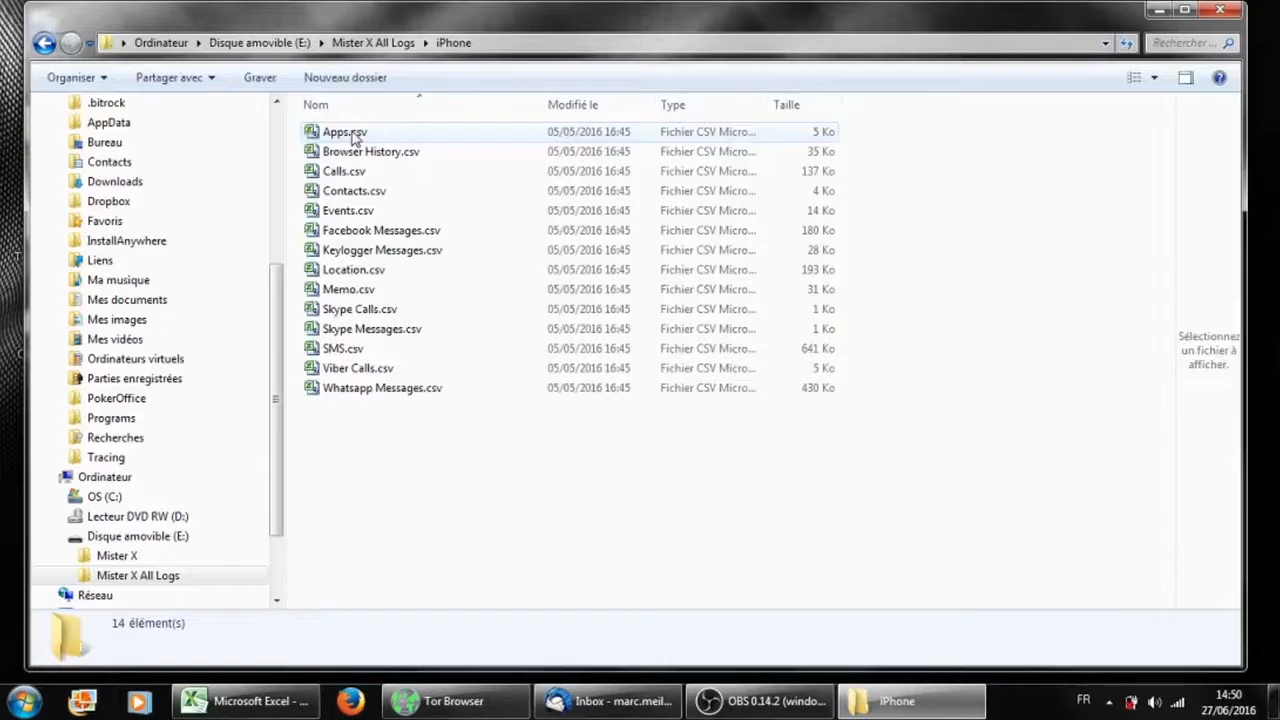 Ordinateur Disque amovible (E:) Mister X All Logs iPhone Rechercher ...
Organiser Partager avec Graver Nouveau dossier
.bitrock
AppData
Bureau
Contacts
Downloads
Dropbox
Favoris
InstallAnywhere
Liens
Ma musique
Mes documents
Mes images
Mes vidéos
Ordinateurs virtuels
Parties enregistrées
PokerOffice
Programs
Recherches
Tracing
Ordinateur
OS (C:)
Lecteur DVD RW (D:)
Disque amovible (E:)
Mister X
Mister X All Logs
Réseau
Nom Modifié le Type Taille
Apps.csv 05/05/2016 16:45 Fichier CSV Micro... 5 Ko
Browser History.csv 05/05/2016 16:45 Fichier CSV Micro... 35 Ko
Calls.csv 05/05/2016 16:45 Fichier CSV Micro... 137 Ko
Contacts.csv 05/05/2016 16:45 Fichier CSV Micro... 4 Ko
Events.csv 05/05/2016 16:45 Fichier CSV Micro... 14 Ko
Facebook Messages.csv 05/05/2016 16:45 Fichier CSV Micro... 180 Ko
Keylogger Messages.csv 05/05/2016 16:45 Fichier CSV Micro... 28 Ko
Location.csv 05/05/2016 16:45 Fichier CSV Micro... 193 Ko
Memo.csv 05/05/2016 16:45 Fichier CSV Micro... 31 Ko
Skype Calls.csv 05/05/2016 16:45 Fichier CSV Micro... 1 Ko
Skype Messages.csv 05/05/2016 16:45 Fichier CSV Micro... 1 Ko
SMS.csv 05/05/2016 16:45 Fichier CSV Micro... 641 Ko
Viber Calls.csv 05/05/2016 16:45 Fichier CSV Micro... 5 Ko
Whatsapp Messages.csv 05/05/2016 16:45 Fichier CSV Micro... 430 Ko
Sélectionnez
un fichier à
afficher.
14 élément(s)
Microsoft Excel - ... Tor Browser Inbox - marc.meil... OBS 0.14.2 (windo... iPhone FR 14:50
27/06/2016